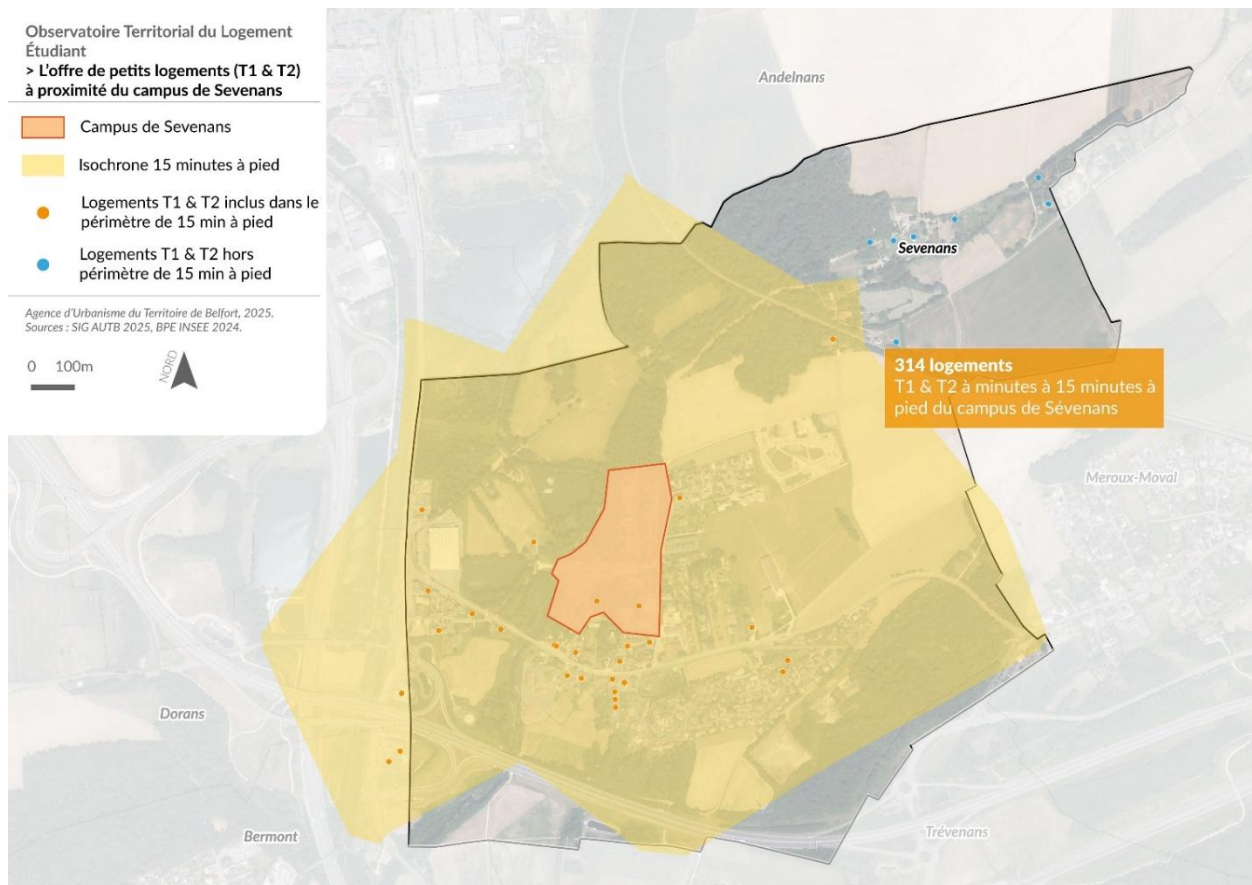 Observatoire Territorial du Logement
Étudiant
> L'offre de petits logements (T1 & T2)
à proximité du campus de Sevenans
Campus de Sevenans
Isochrone 15 minutes à pied
Logements T1 & T2 inclus dans le
périmètre de 15 min à pied
Logements T1 & T2 hors
périmètre de 15 min à pied
Agence d'Urbanisme du Territoire de Belfort, 2025.
Sources : SIG AUTB 2025, BPE INSEE 2024.
0 100m
NORD
Andelnans
Sevenans
314 logements
T1 & T2 à minutes à 15 minutes à
pied du campus de Sévenans
Meroux-Moval
Dorans
Bermont
Trévenans